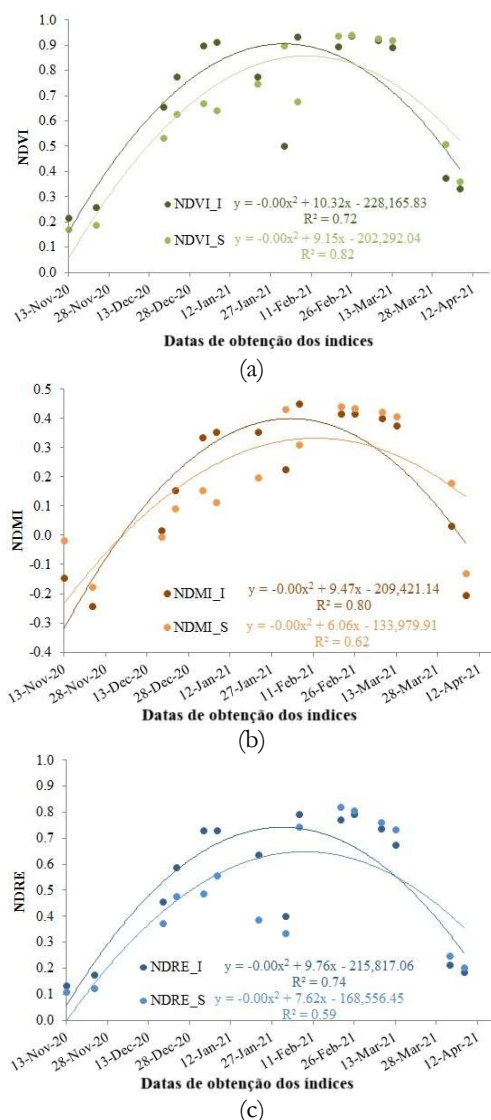 1.0
0.9
0.8
0.7
0.6
0.5
0.4
0.3
0.2
0.1
0.0
NDVI
NDVI_I y = -0.00x² + 10.32x - 228,165.83
R² = 0.72
NDVI_S y = -0.00x² + 9.15x - 202,292.04
R² = 0.82
13-Nov-20 28-Nov-20 13-Dec-20 28-Dec-20 12-Jan-21 27-Jan-21 11-Feb-21 26-Feb-21 13-Mar-21 28-Mar-21 12-Apr-21
Datas de obtenção dos índices
(a)
0.5
0.4
0.3
0.2
0.1
0.0
-0.1
-0.2
-0.3
-0.4
NDMI
NDMI_I y = -0.00x² + 9.47x - 209,421.14
R² = 0.80
NDMI_S y = -0.00x² + 6.06x - 133,979.91
R² = 0.62
13-Nov-20 28-Nov-20 13-Dec-20 28-Dec-20 12-Jan-21 27-Jan-21 11-Feb-21 26-Feb-21 13-Mar-21 28-Mar-21 12-Apr-21
Datas de obtenção dos índices
(b)
1.0
0.9
0.8
0.7
0.6
0.5
0.4
0.3
0.2
0.1
0.0
NDRE
NDRE_I y = -0.00x² + 9.76x - 215,817.06
R² = 0.74
NDRE_S y = -0.00x² + 7.62x - 168,556.45
R² = 0.59
13-Nov-20 28-Nov-20 13-Dec-20 28-Dec-20 12-Jan-21 27-Jan-21 11-Feb-21 26-Feb-21 13-Mar-21 28-Mar-21 12-Apr-21
Datas de obtenção dos índices
(c)